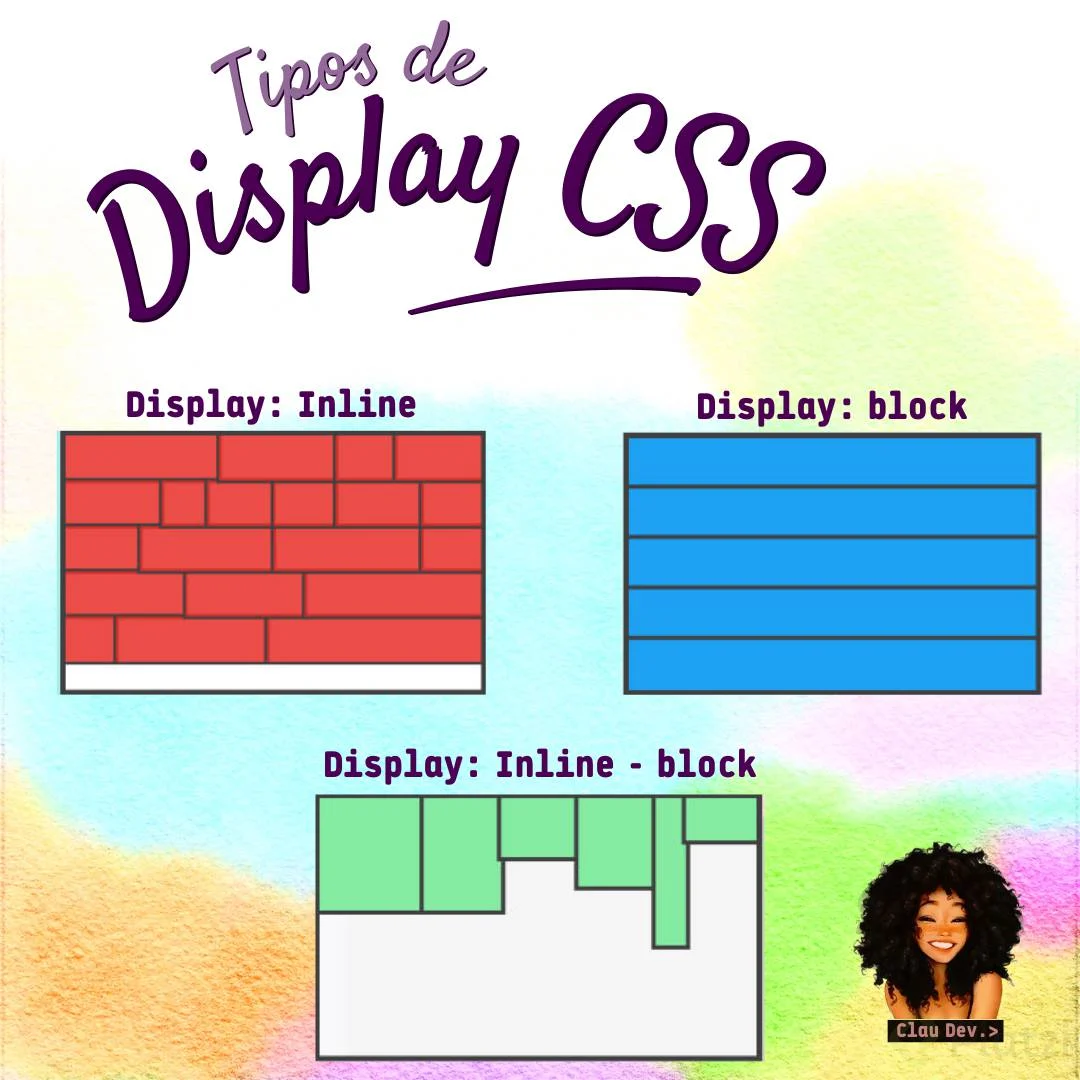 Tipos de
Display CSS
Display: Inline
Display: block
Display: Inline - block
Clau Dev.>